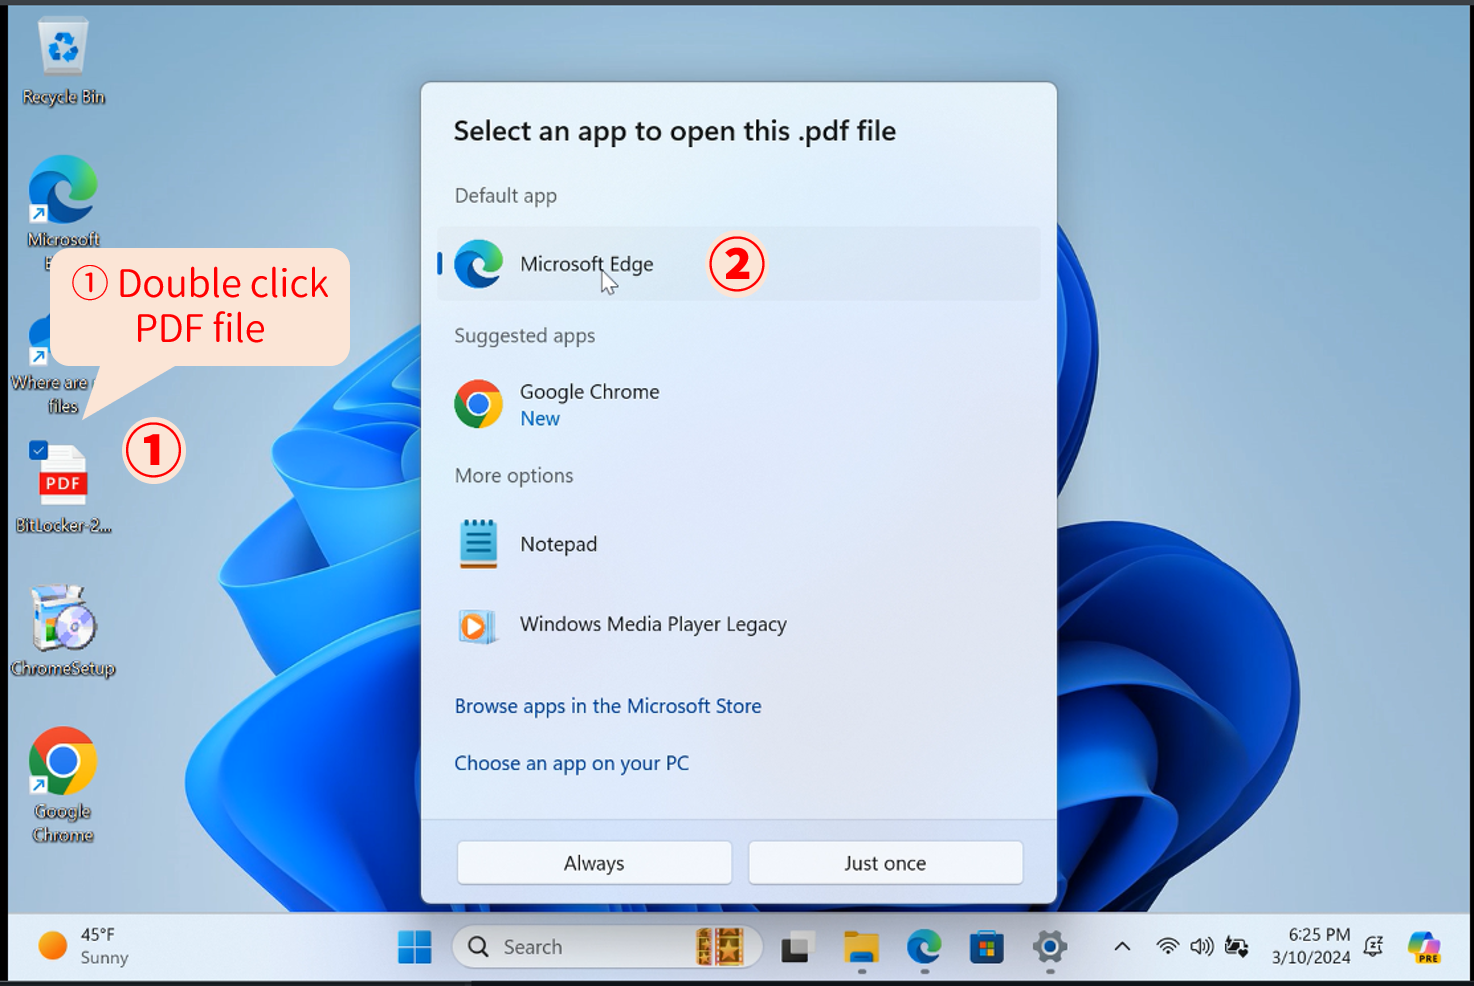 Recycle Bin
Microsoft
① Double click
PDF file
Where are
files
①
PDF
BitLocker-2...
ChromeSetup
Google
Chrome
Select an app to open this .pdf file
Default app
Microsoft Edge
②
Suggested apps
Google Chrome
New
More options
Notepad
Windows Media Player Legacy
Browse apps in the Microsoft Store
Choose an app on your PC
Always
Just once
45°F
Sunny
Search
6:25 PM
3/10/2024
PRE